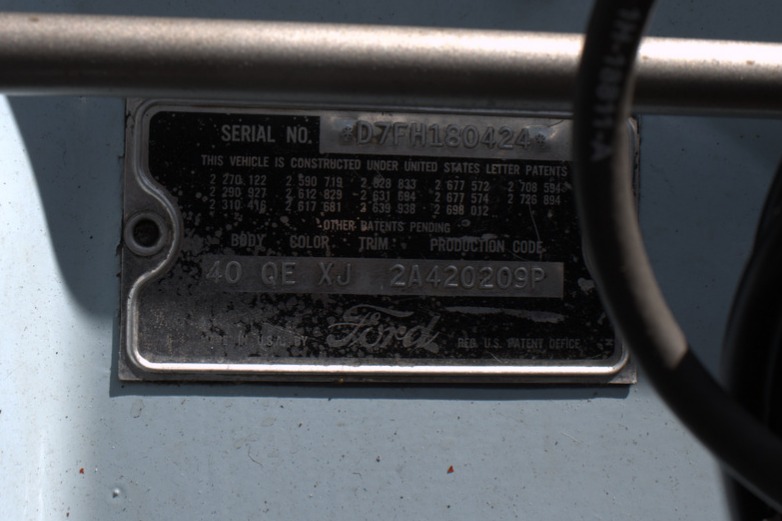 SERIAL NO. *D7FH180424*
THIS VEHICLE IS CONSTRUCTED UNDER UNITED STATES LETTER PATENTS
2 270 122 2 590 719 2 628 833 2 677 572 2 708 594
2 290 927 2 612 829 2 631 694 2 677 574 2 726 894
2 310 416 2 617 681 2 639 938 2 698 012
OTHER PATENTS PENDING
BODY COLOR TRIM PRODUCTION CODE
40 QE XJ 2A420209P
IN U.S.A. BY Ford REG. U.S. PATENT OFFICE